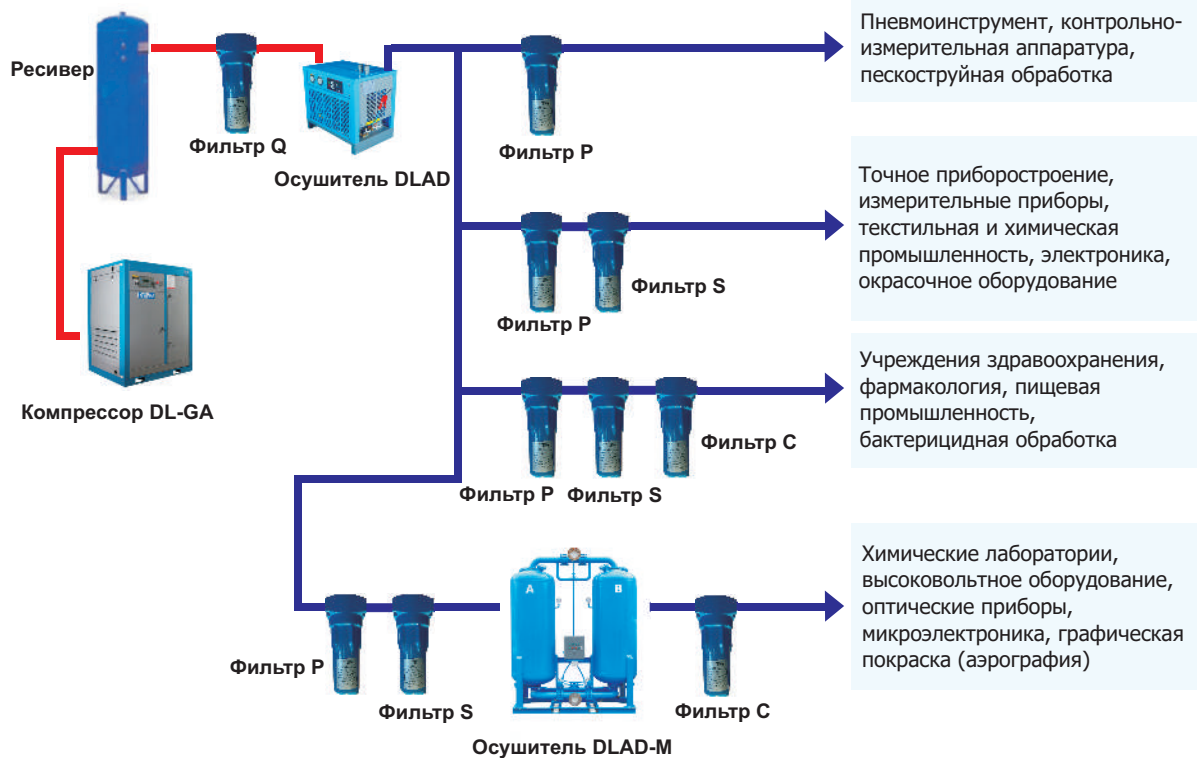 Пневмоинструмент, контрольно-
измерительная аппаратура,
пескоструйная обработка
Ресивер
Фильтр Q
Осушитель DLAD
Фильтр P
Точное приборостроение,
измерительные приборы,
текстильная и химическая
промышленность, электроника,
окрасочное оборудование
Фильтр S
Фильтр P
Компрессор DL-GA
Учреждения здравоохранения,
фармакология, пищевая
промышленность,
бактерицидная обработка
Фильтр C
Фильтр P
Фильтр S
Химические лаборатории,
высоковольтное оборудование,
оптические приборы,
микроэлектроника, графическая
покраска (аэрография)
A
B
Фильтр P
Фильтр S
Фильтр C
Осушитель DLAD-M